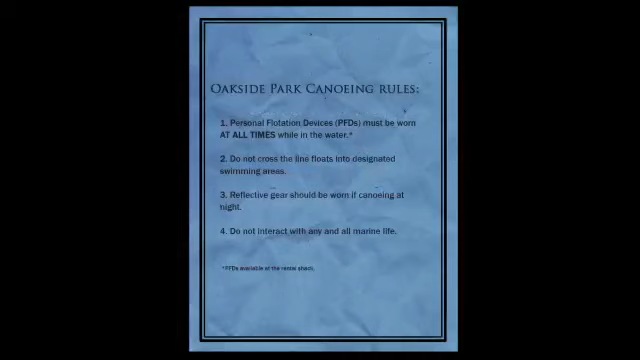 Oakside Park Canoeing rules:
1. Personal Flotation Devices (PFDs) must be worn
AT ALL TIMES while in the water.*
2. Do not cross the line floats into designated
swimming areas.
3. Reflective gear should be worn if canoeing at
night.
4. Do not interact with any and all marine life.
*PFDs available at the rental shack.